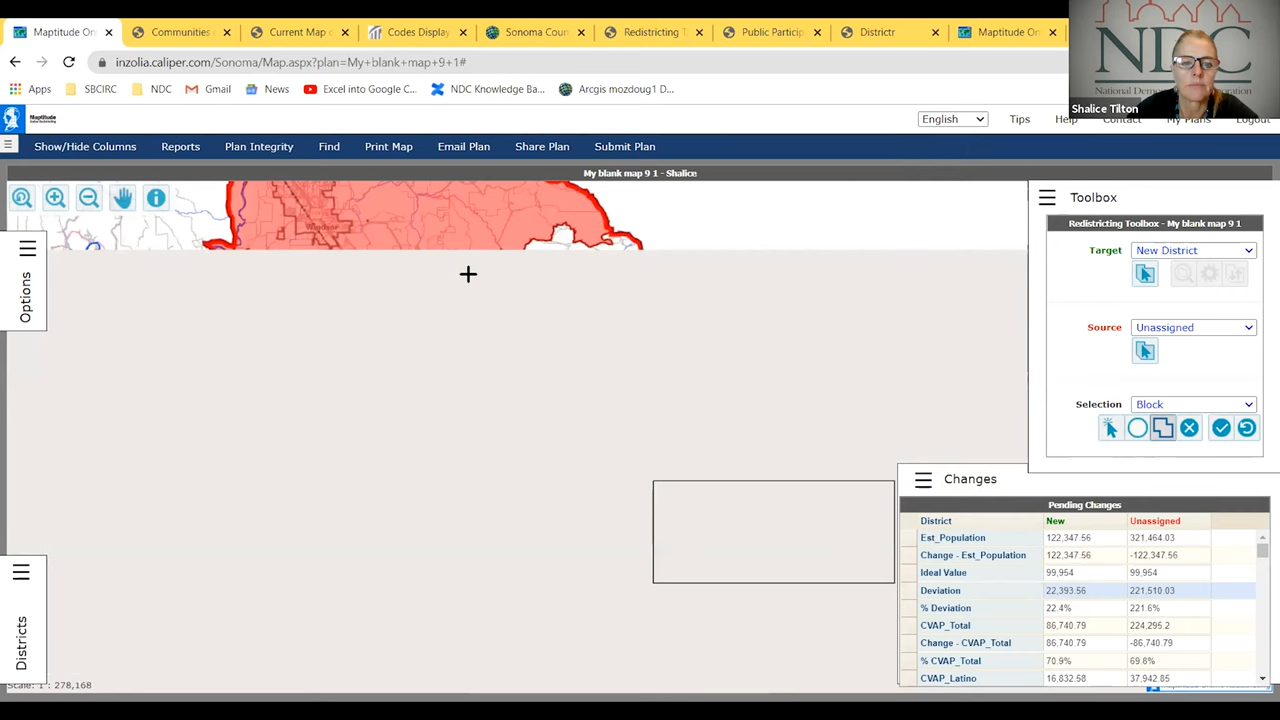 Maptitude On
Communities
Current Map o
Codes Display
Sonoma Coun
Redistricting T
Public Particip
Districtr
Maptitude On
inzolia.caliper.com/Sonoma/Map.aspx?plan=My+blank+map+9+1#
Apps
SBCIRC
NDC
Gmail
News
Excel into Google C...
NDC Knowledge Ba...
Arcgis mozdoug1 D...
NDC
Shalice Tilton
Maptitude
English
Tips
Help
Contact
My Plans
Logout
Show/Hide Columns
Reports
Plan Integrity
Find
Print Map
Email Plan
Share Plan
Submit Plan
My blank map 9 1 - Shalice
Windsor
Options
Districts
Scale: 1 : 278,168
Toolbox
Redistricting Toolbox - My blank map 9 1
Target New District
Source Unassigned
Selection Block
Changes
Pending Changes
District New Unassigned
Est_Population 122,347.56 321,464.03
Change - Est_Population 122,347.56 -122,347.56
Ideal Value 99,954 99,954
Deviation 22,393.56 221,510.03
% Deviation 22.4% 221.6%
CVAP_Total 86,740.79 224,295.2
Change - CVAP_Total 86,740.79 -86,740.79
% CVAP_Total 70.9% 69.8%
CVAP_Latino 16,832.58 37,942.85